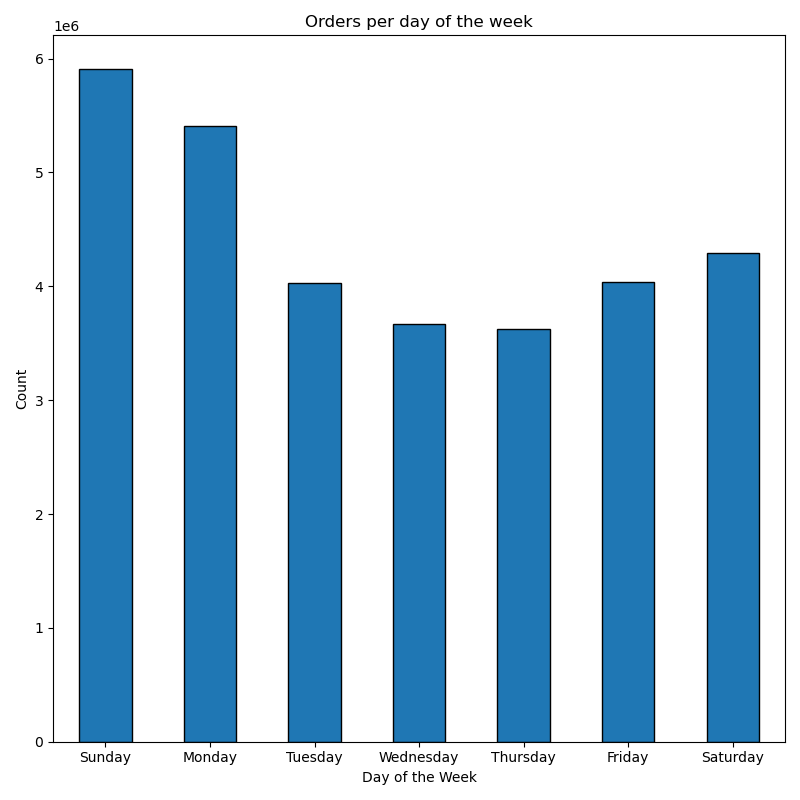 Orders per day of the week
1e6
6
5
4
3
2
1
0
Count
Sunday Monday Tuesday Wednesday Thursday Friday Saturday
Day of the Week